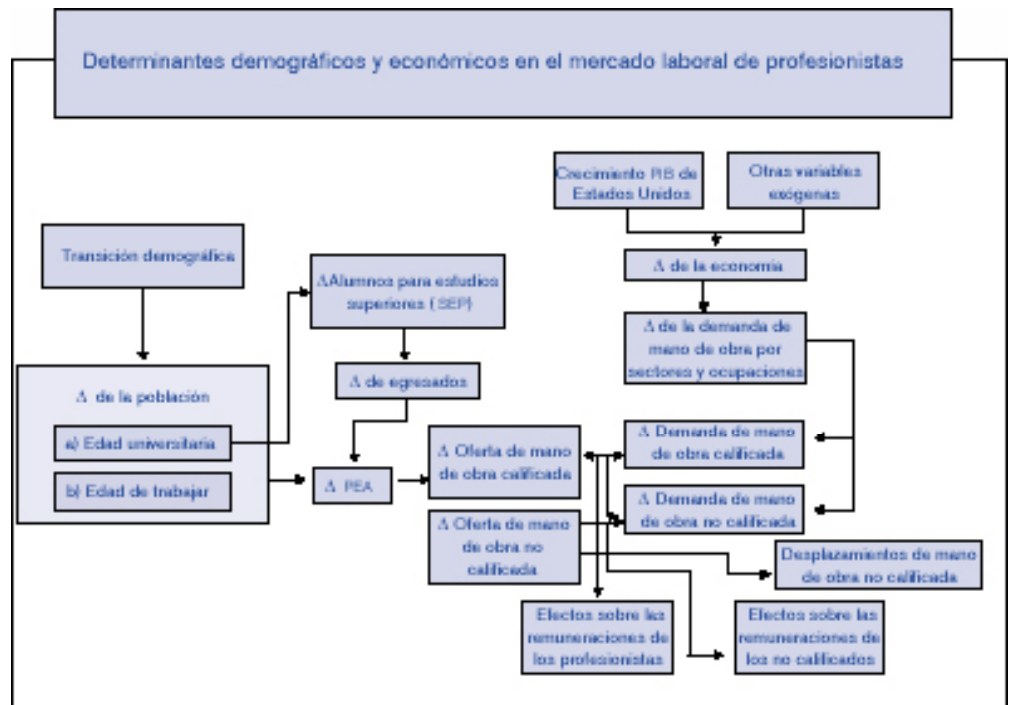 Determinantes demográficos y económicos en el mercado laboral de profesionistas
Crecimiento PIB de
Estados Unidos
Otras variables
exógenas
Transición demográfica
Δ de la economía
ΔAlumnos para estudios
superiores (SEP)
Δ de la demanda de
mano de obra por
sectores y ocupaciones
Δ de egresados
Δ de la población
a) Edad universitaria
b) Edad de trabajar
Δ PEA
Δ Oferta de mano
de obra calificada
Δ Demanda de mano
de obra calificada
Δ Oferta de mano
de obra no
calificada
Δ Demanda de mano
de obra no calificada
Desplazamientos de mano
de obra no calificada
Efectos sobre las
remuneraciones de
los profesionistas
Efectos sobre las
remuneraciones de
los no calificados